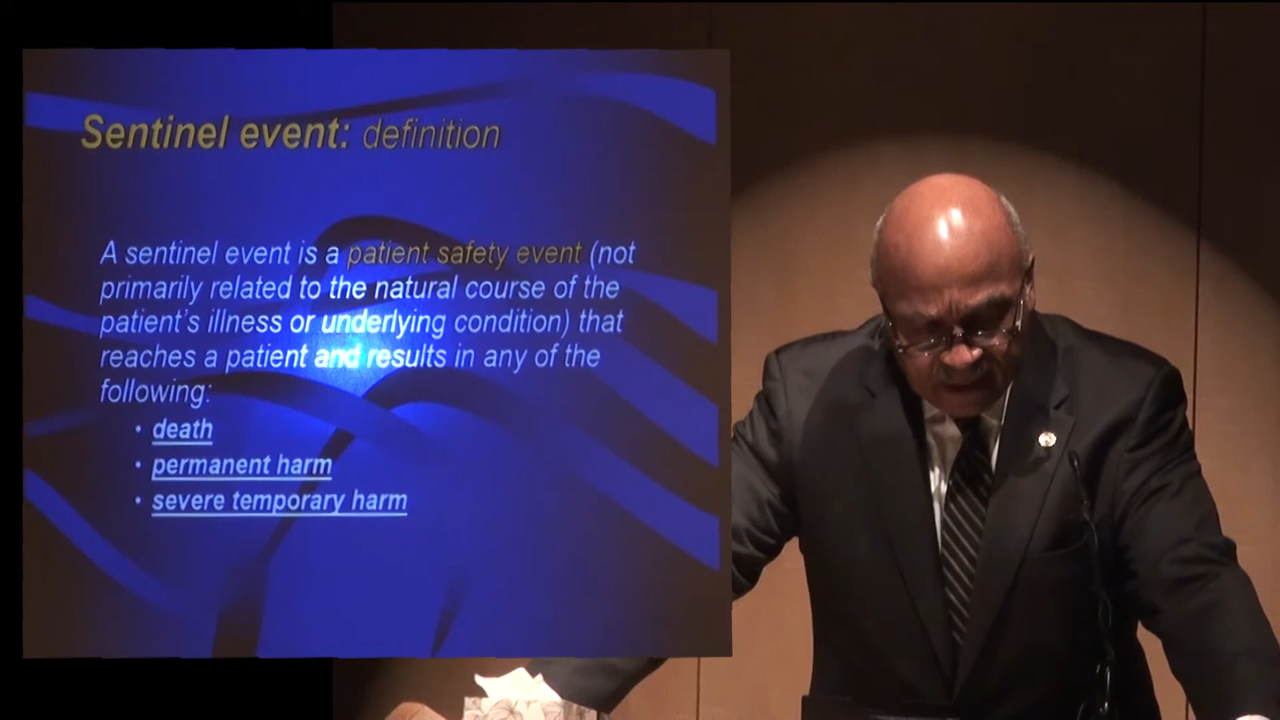 Sentinel event: definition
A sentinel event is a patient safety event (not
primarily related to the natural course of the
patient's illness or underlying condition) that
reaches a patient and results in any of the
following:
• death
• permanent harm
• severe temporary harm